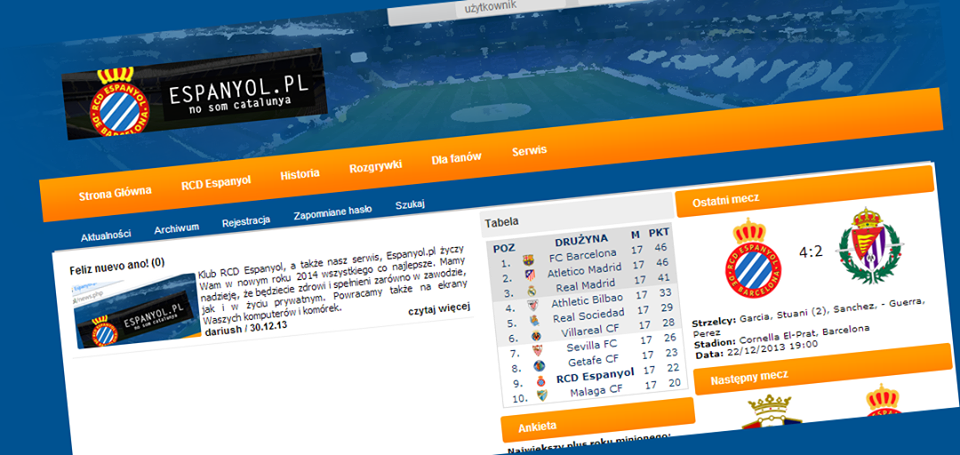 użytkownik
RCD ESPANYOL
DE BARCELONA
ESPANYOL.PL
no som catalunya
Strona Główna RCD Espanyol Historia Rozgrywki Dla fanów Serwis
Aktualności Archiwum Rejestracja Zapomniane hasło Szukaj
Feliz nuevo ano! (0)
ESPANYOL.PL
Klub RCD Espanyol, a także nasz serwis, Espanyol.pl życzy
Wam w nowym roku 2014 wszystkiego co najlepsze. Mamy
nadzieję, że będziecie zdrowi i spełnieni zarówno w zawodzie,
jak i w życiu prywatnym. Powracamy także na ekrany
Waszych komputerów i komórek.
czytaj więcej
dariush / 30.12.13
Tabela
POZ DRUŻYNA M PKT
1. FC Barcelona 17 46
2. Atletico Madrid 17 46
3. Real Madrid 17 41
4. Athletic Bilbao 17 33
5. Real Sociedad 17 29
6. Villareal CF 17 28
7. Sevilla FC 17 26
8. Getafe CF 17 23
9. RCD Espanyol 17 22
10. Malaga CF 17 20
Ankieta
Największy plus roku minionego:
Ostatni mecz
4:2
Strzelcy: Garcia, Stuani (2), Sanchez, - Guerra,
Perez
Stadion: Cornella El-Prat, Barcelona
Data: 22/12/2013 19:00
Następny mecz